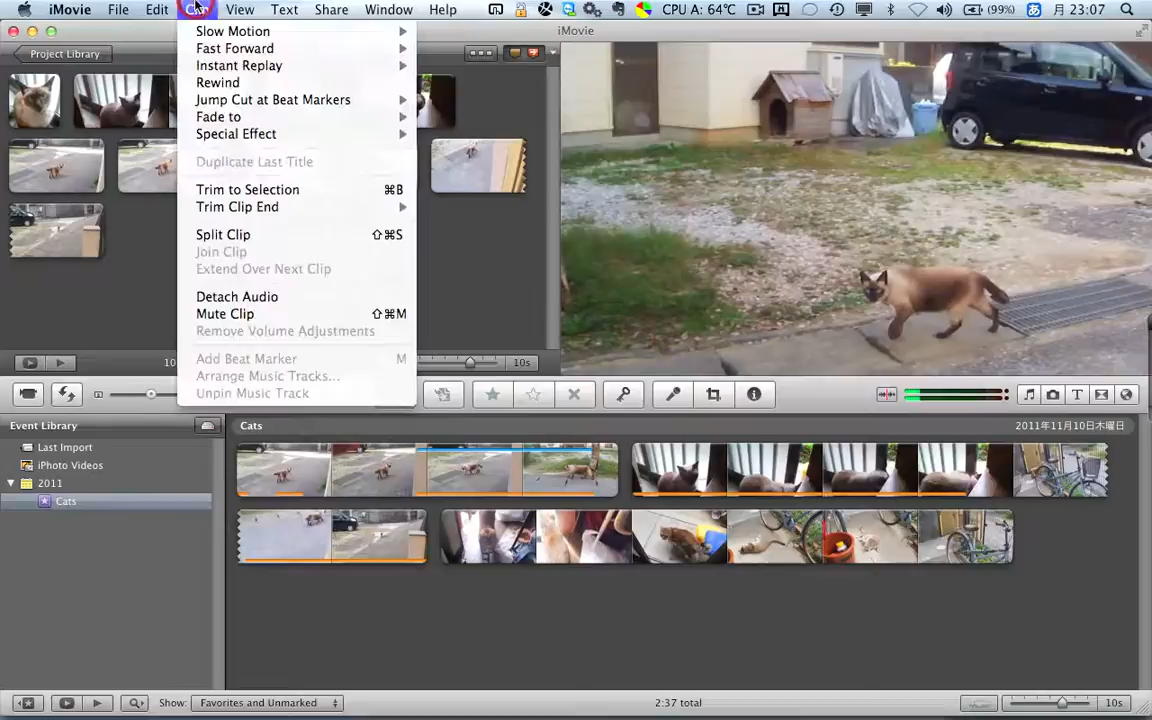 iMovie File Edit View Text Share Window Help CPU A: 64℃ (99%) あ 月 23:07
iMovie
Project Library
Slow Motion
Fast Forward
Instant Replay
Rewind
Jump Cut at Beat Markers
Fade to
Special Effect
Duplicate Last Title
Trim to Selection ⌘B
Trim Clip End
Split Clip ⇧⌘S
Join Clip
Extend Over Next Clip
Detach Audio
Mute Clip ⇧⌘M
Remove Volume Adjustments
Add Beat Marker M
Arrange Music Tracks...
Unpin Music Track
10s
Event Library
Cats
2011年11月10日木曜日
Last Import
iPhoto Videos
2011
Cats
Show: Favorites and Unmarked
2:37 total
10s